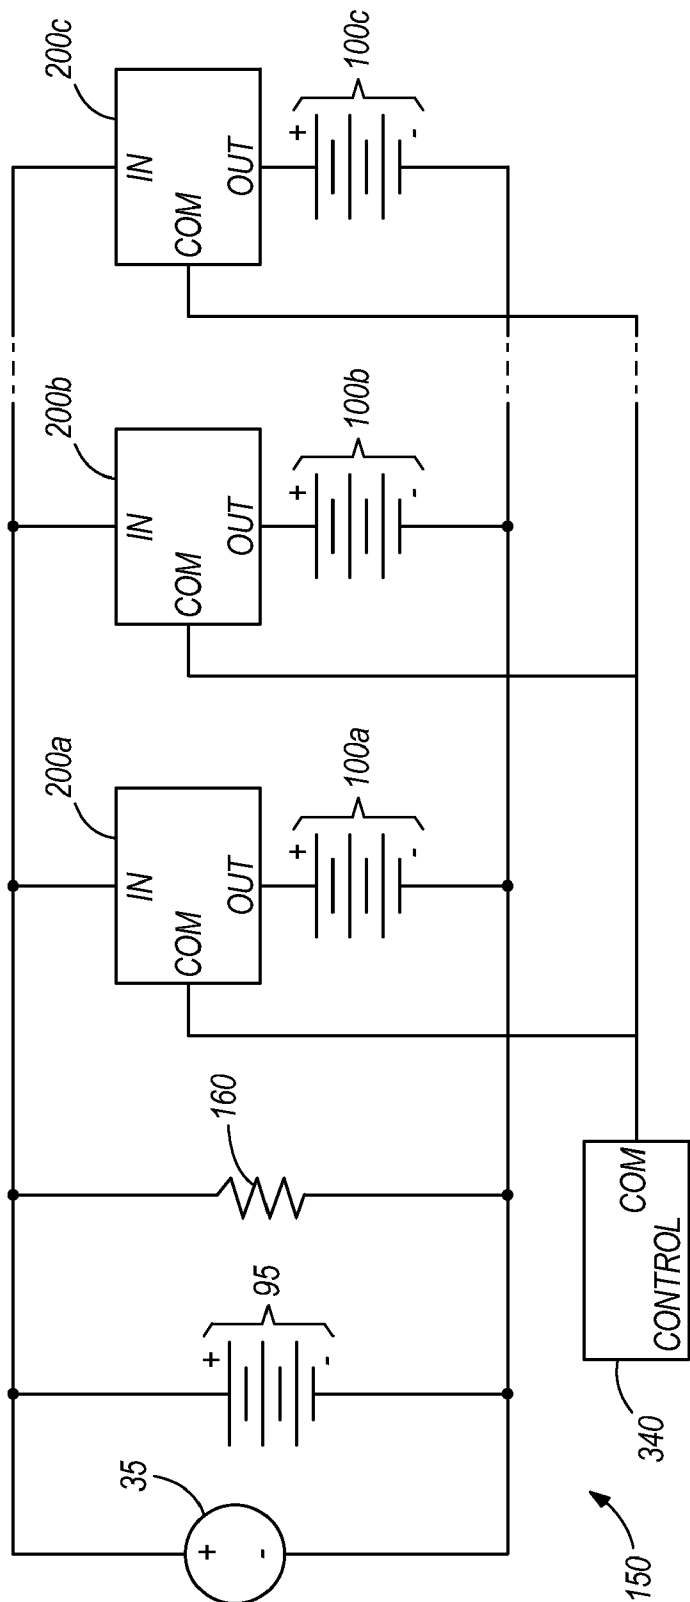 200c
IN
COM
OUT
+
-
100c
200b
IN
COM
OUT
+
-
100b
200a
IN
COM
OUT
+
-
100a
160
+
-
95
35
+
-
COM
CONTROL
340
150